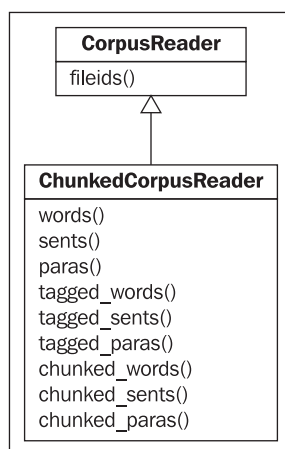 CorpusReader
fileids()
ChunkedCorpusReader
words()
sents()
paras()
tagged_words()
tagged_sents()
tagged_paras()
chunked_words()
chunked_sents()
chunked_paras()